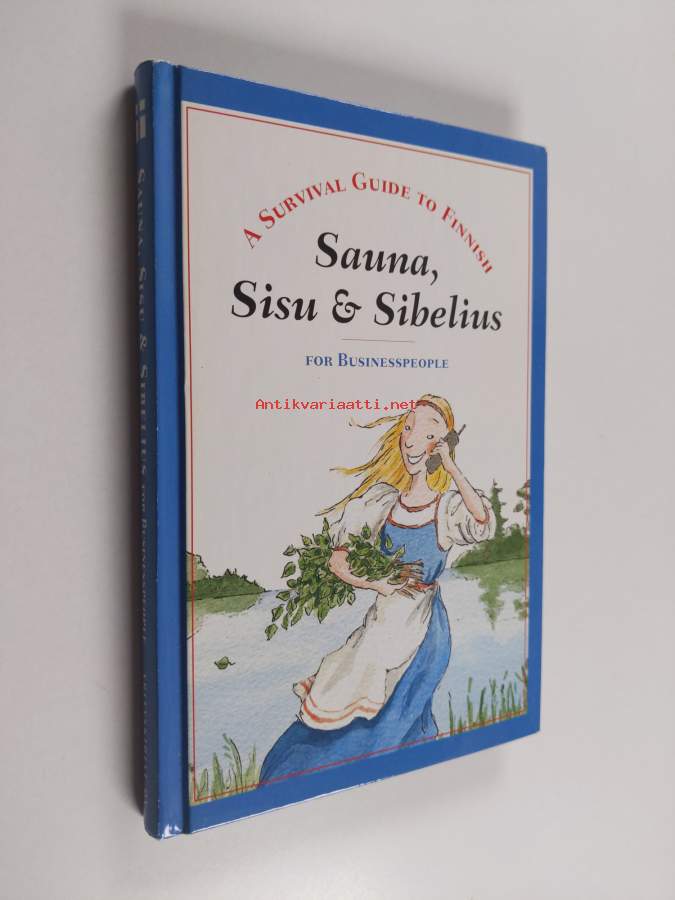 A Survival Guide to Finnish
Sauna,
Sisu & Sibelius
for Businesspeople
Antikvariaatti.net
Sauna, Sisu & Sibelius for Businesspeople